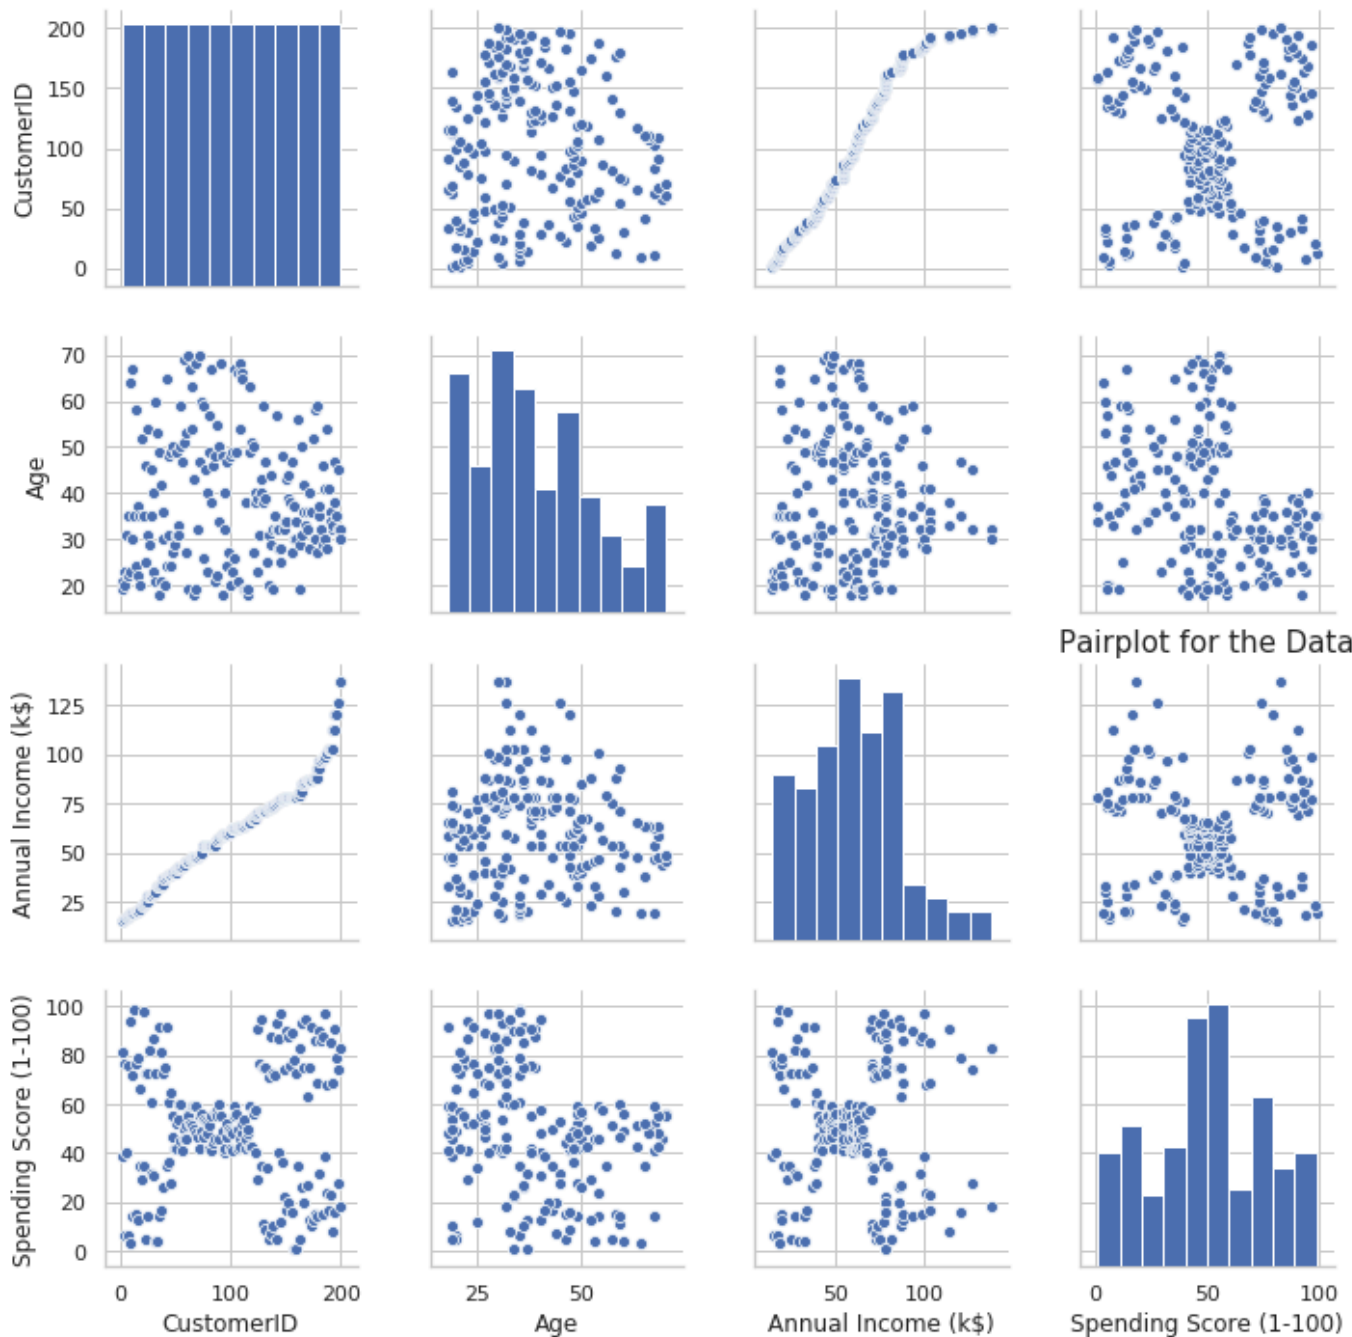 CustomerID
200
150
100
50
0
Age
70
60
50
40
30
20
Pairplot for the Data
Annual Income (k$)
125
100
75
50
25
Spending Score (1-100)
100
80
60
40
20
0
0 100 200
25 50
50 100
0 50 100
CustomerID
Age
Annual Income (k$)
Spending Score (1-100)